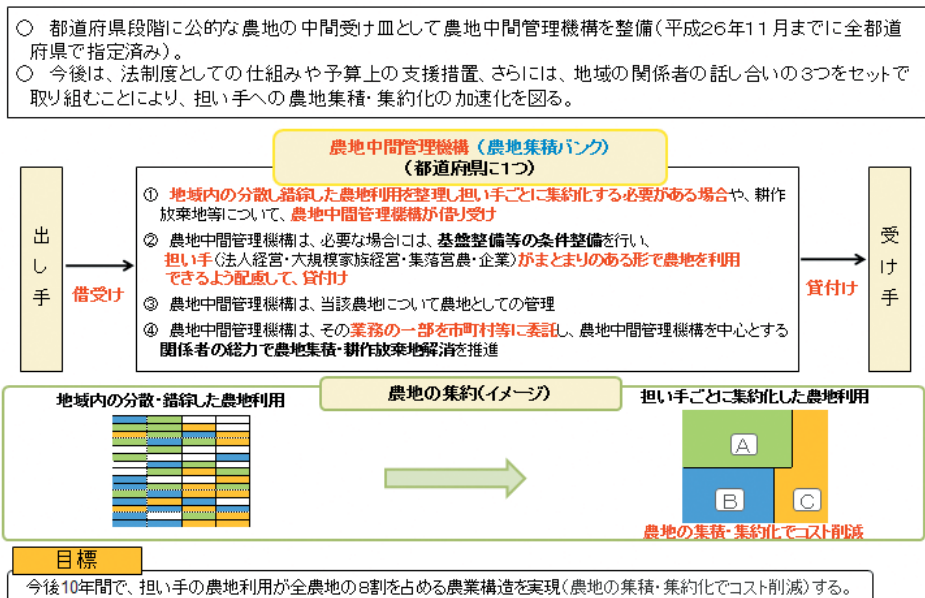 ○ 都道府県段階に公的な農地の中間受け皿として農地中間管理機構を整備(平成26年11月までに全都道
府県で指定済み)。
○ 今後は、法制度としての仕組みや予算上の支援措置、さらには、地域の関係者の話し合いの3つをセットで
取り組むことにより、担い手への農地集積・集約化の加速化を図る。
農地中間管理機構(農地集積バンク)
(都道府県に1つ)
出し手
借受け
① 地域内の分散し錯綜した農地利用を整理し担い手ごとに集約化する必要がある場合や、耕作
放棄地等について、農地中間管理機構が借り受け
② 農地中間管理機構は、必要な場合には、基盤整備等の条件整備を行い、
担い手(法人経営・大規模家族経営・集落営農・企業)がまとまりのある形で農地を利用
できるよう配慮して、貸付け
③ 農地中間管理機構は、当該農地について農地としての管理
④ 農地中間管理機構は、その業務の一部を市町村等に委託し、農地中間管理機構を中心とする
関係者の総力で農地集積・耕作放棄地解消を推進
貸付け
受け手
農地の集約(イメージ)
地域内の分散・錯綜した農地利用
担い手ごとに集約化した農地利用
A
B
C
農地の集積・集約化でコスト削減
目標
今後10年間で、担い手の農地利用が全農地の8割を占める農業構造を実現(農地の集積・集約化でコスト削減)する。